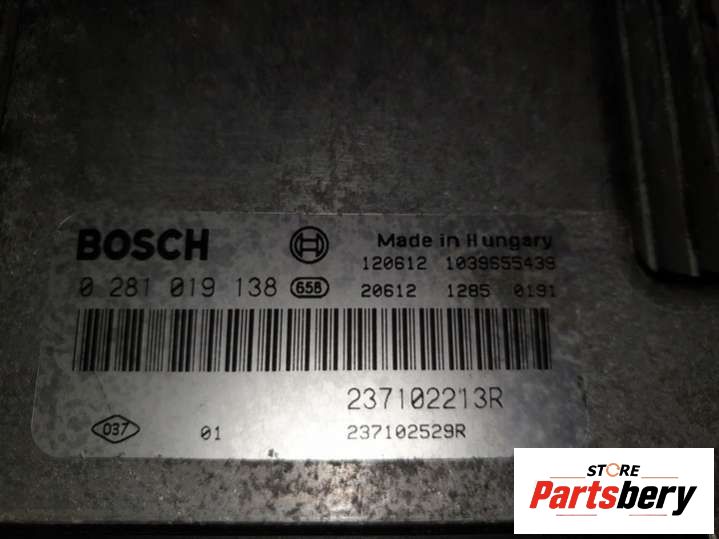 BOSCH
Made in Hungary
120612 1039S55439
0 281 019 138 658
20612 1285 0191
237102213R
037 01 237102529R
STORE
Partsbery